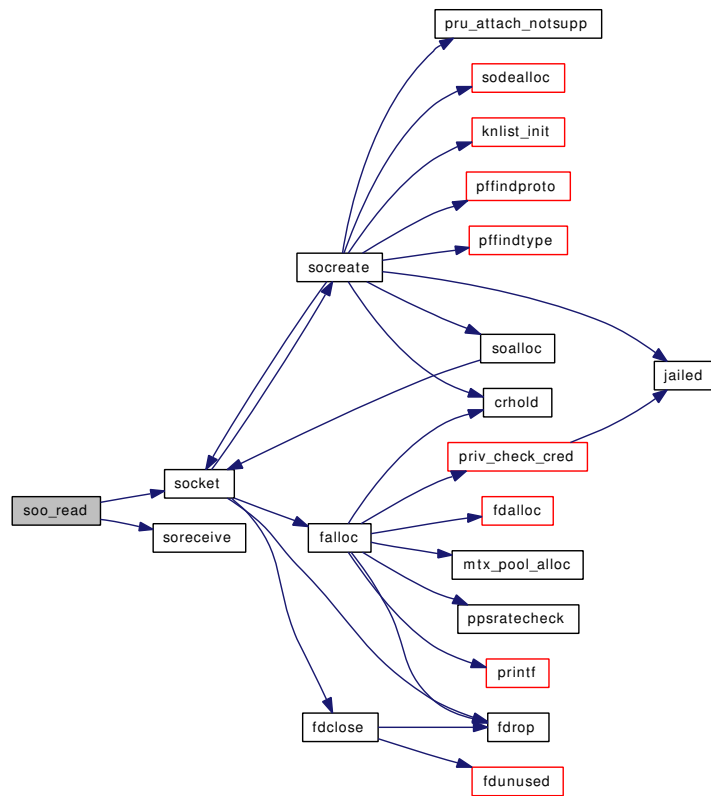 pru_attach_notsupp
sodealloc
knlist_init
pffindproto
pffindtype
socreate
soalloc
jailed
crhold
priv_check_cred
socket
soo_read
fdalloc
soreceive
falloc
mtx_pool_alloc
ppsratecheck
printf
fdclose
fdrop
fdunused